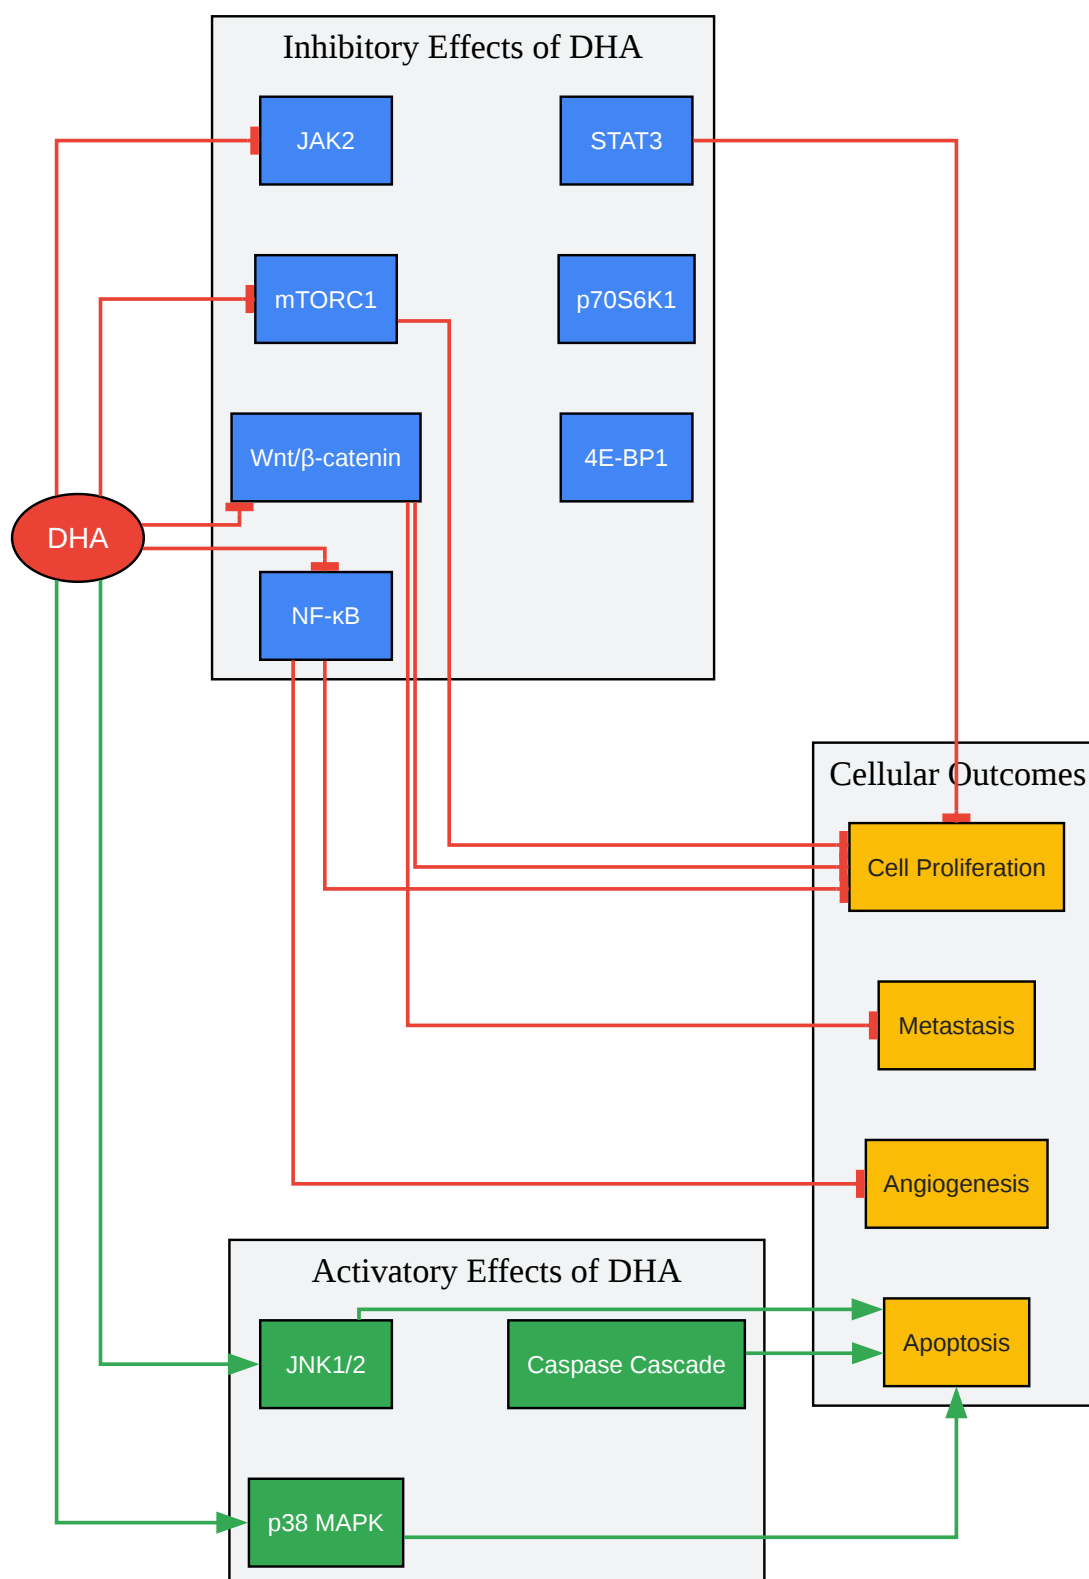 Inhibitory Effects of DHA
JAK2
STAT3
mTORC1
p70S6K1
Wnt/β-catenin
4E-BP1
DHA
NF-κB
Cellular Outcomes
Cell Proliferation
Metastasis
Angiogenesis
Activatory Effects of DHA
JNK1/2
Caspase Cascade
Apoptosis
p38 MAPK